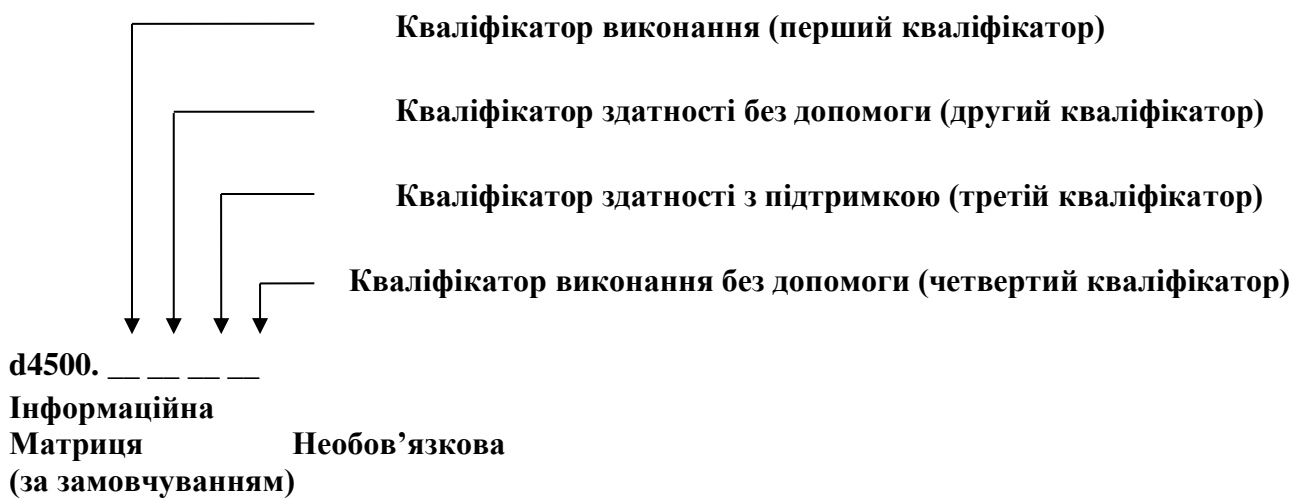 Кваліфікатор виконання (перший кваліфікатор)
Кваліфікатор здатності без допомоги (другий кваліфікатор)
Кваліфікатор здатності з підтримкою (третій кваліфікатор)
Кваліфікатор виконання без допомоги (четвертий кваліфікатор)
d4500. __ __ __ __
Інформаційна
Матриця Необов’язкова
(за замовчуванням)